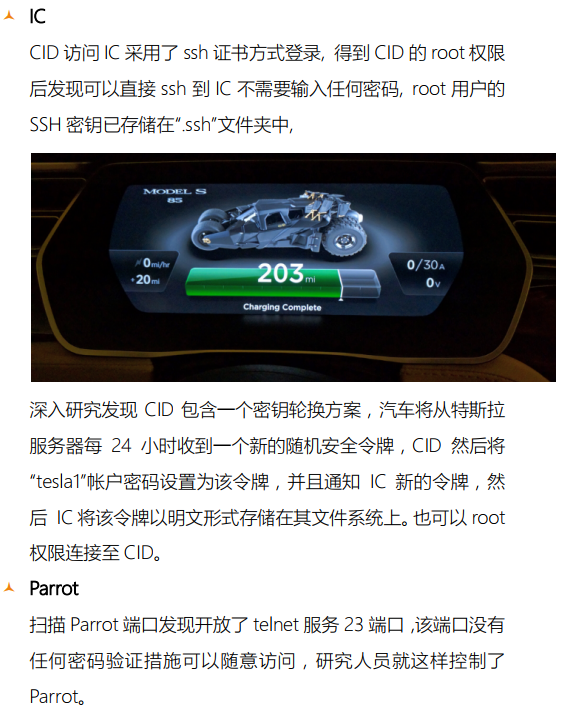 IC
CID 访问 IC 采用了 ssh 证书方式登录, 得到 CID 的 root 权限
后发现可以直接 ssh 到 IC 不需要输入任何密码, root 用户的
SSH 密钥已存储在“.ssh”文件夹中,
MODEL S
85
0mi/hr
+20mi
203 mi
0/30A
0V
Charging Complete
深入研究发现 CID 包含一个密钥轮换方案，汽车将从特斯拉
服务器每 24 小时收到一个新的随机安全令牌，CID 然后将
“tesla1”帐户密码设置为该令牌，并且通知 IC 新的令牌，然
后 IC 将该令牌以明文形式存储在其文件系统上。也可以 root
权限连接至 CID。
Parrot
扫描 Parrot 端口发现开放了 telnet 服务 23 端口 ,该端口没有
任何密码验证措施可以随意访问，研究人员就这样控制了
Parrot。